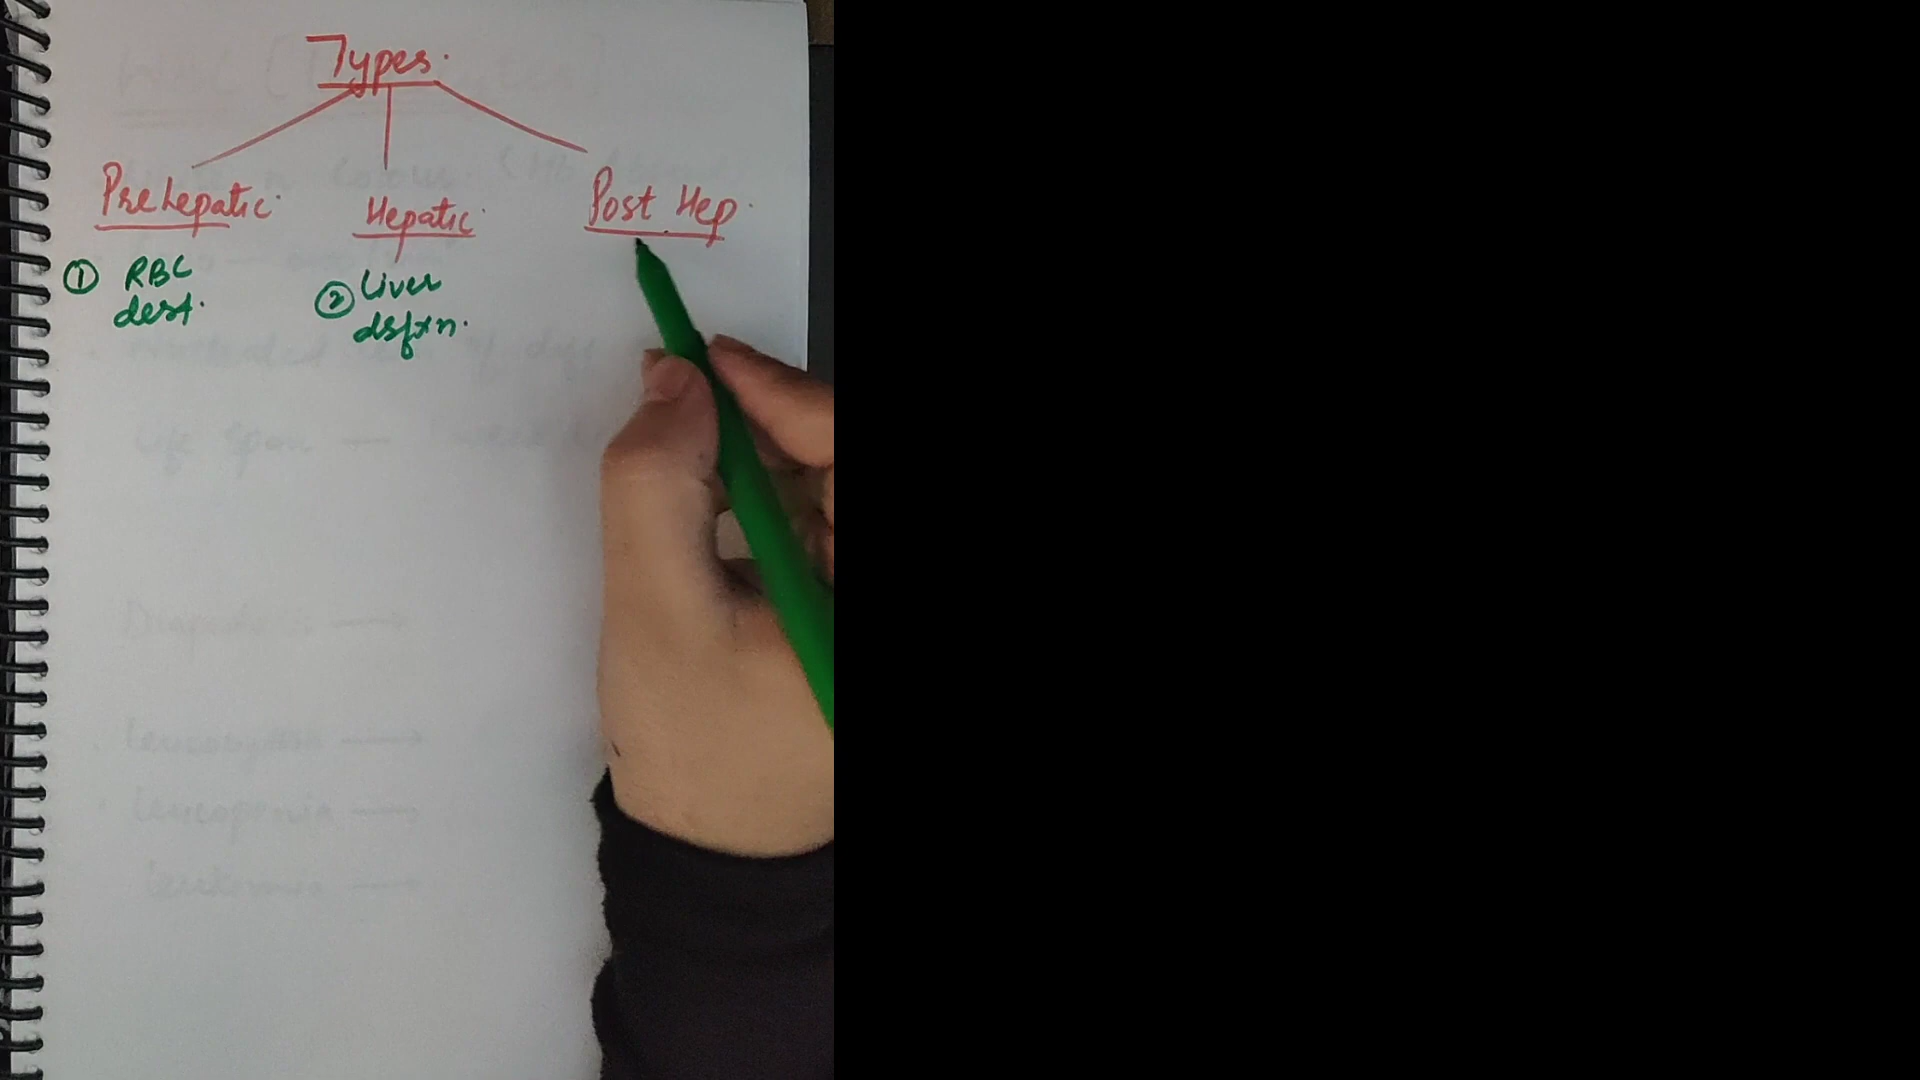 Types.
Prehepatic.
Hepatic.
Post Hep.
① RBC
dest.
② Liver
dsfxn.